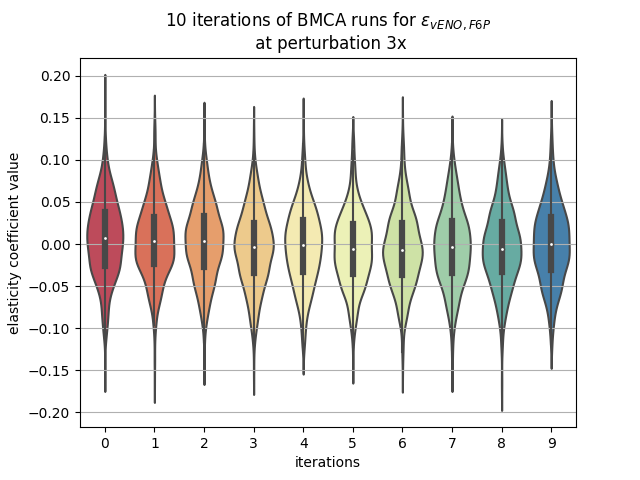 10 iterations of BMCA runs for ε_{vENO,F6P}
at perturbation 3x
elasticity coefficient value
0.20
0.15
0.10
0.05
0.00
−0.05
−0.10
−0.15
−0.20
0 1 2 3 4 5 6 7 8 9
iterations